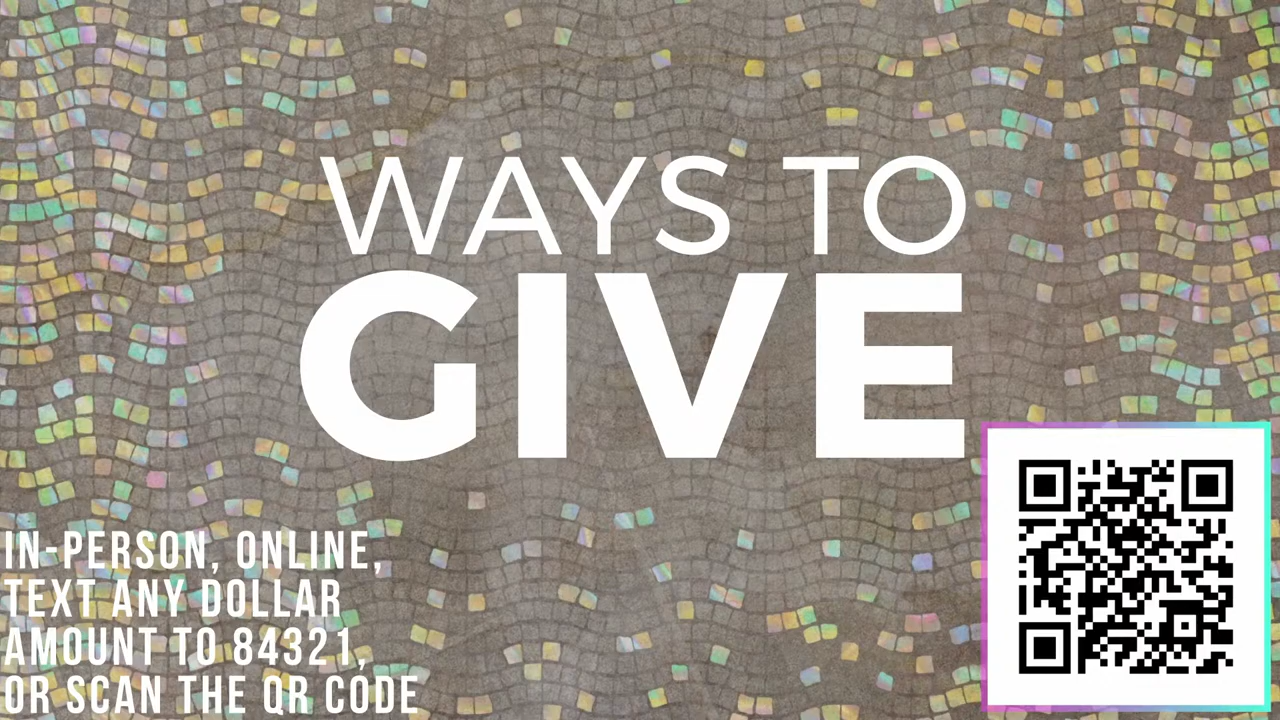 WAYS TO
GIVE
IN-PERSON, ONLINE,
TEXT ANY DOLLAR
AMOUNT TO 84321,
OR SCAN THE QR CODE